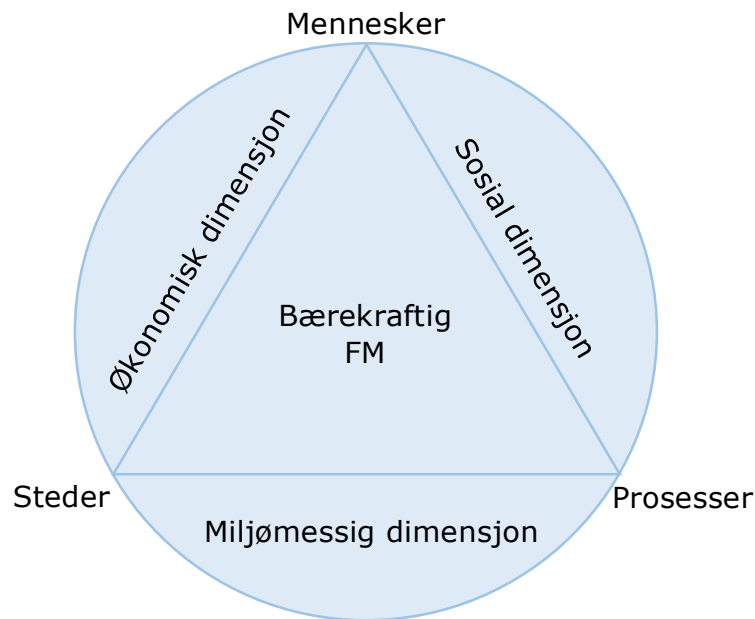 Mennesker
Økonomisk dimensjon
Sosial dimensjon
Bærekraftig
FM
Steder
Prosesser
Miljømessig dimensjon